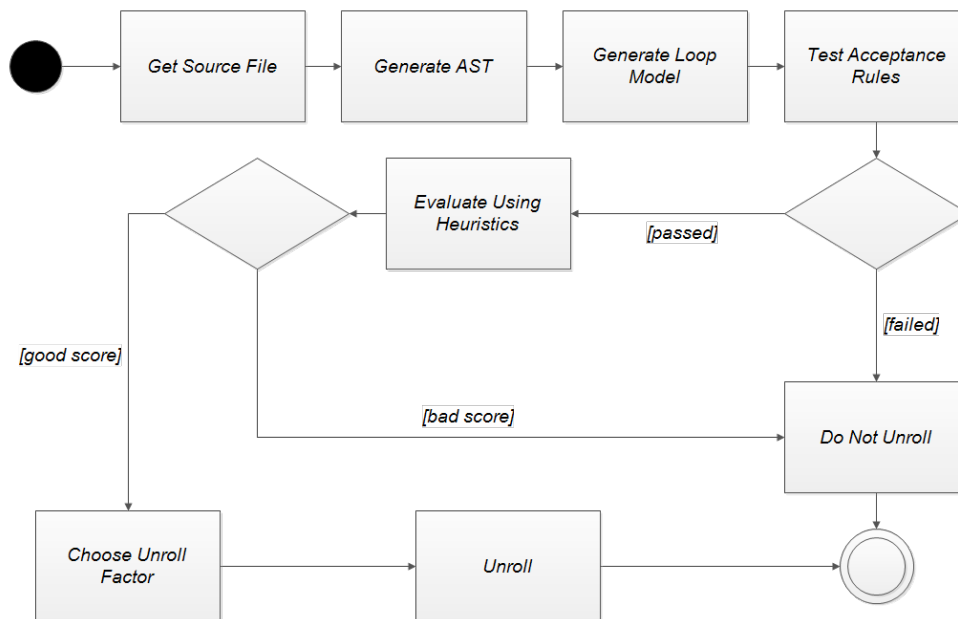 Get Source File
Generate AST
Generate Loop
Model
Test Acceptance
Rules
Evaluate Using
Heuristics
[passed]
[failed]
[good score]
[bad score]
Do Not Unroll
Choose Unroll
Factor
Unroll